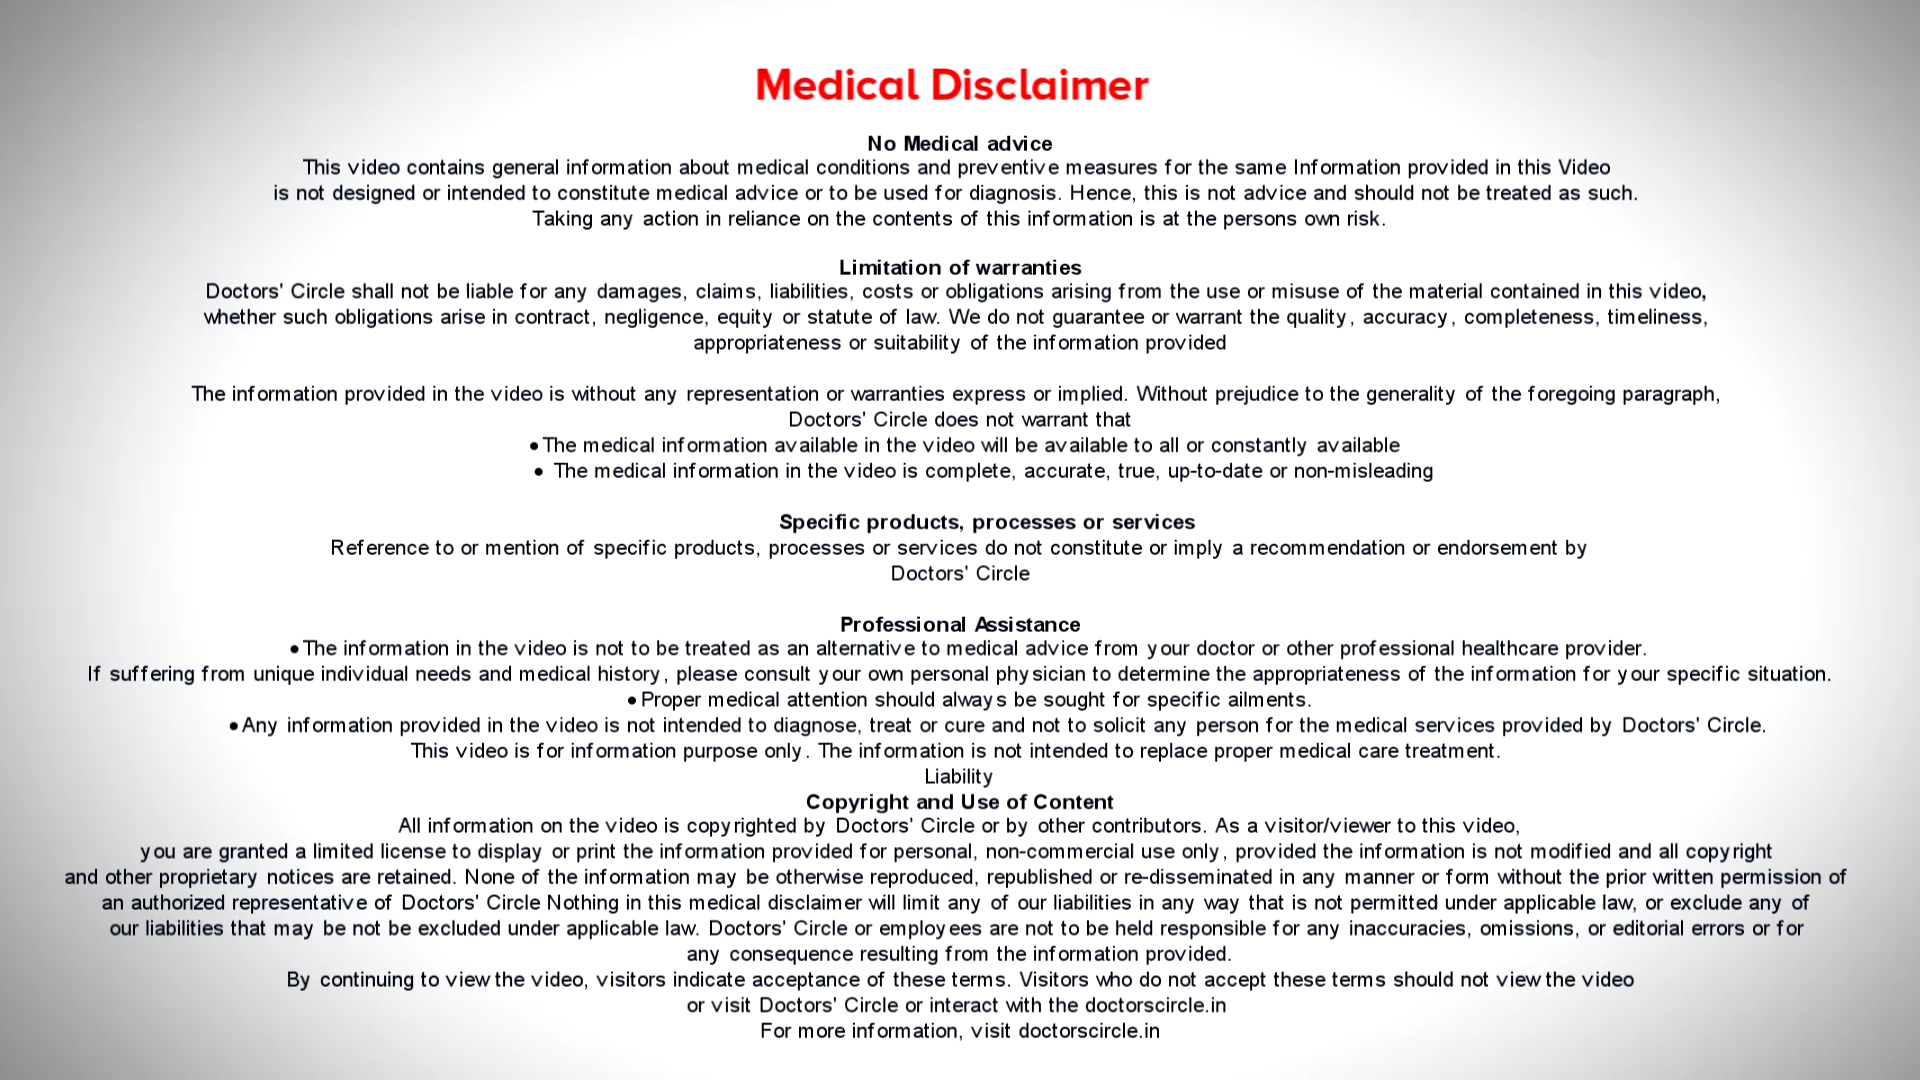 Medical Disclaimer
No Medical advice
This video contains general information about medical conditions and preventive measures for the same Information provided in this Video
is not designed or intended to constitute medical advice or to be used for diagnosis. Hence, this is not advice and should not be treated as such.
Taking any action in reliance on the contents of this information is at the persons own risk.
Limitation of warranties
Doctors' Circle shall not be liable for any damages, claims, liabilities, costs or obligations arising from the use or misuse of the material contained in this video,
whether such obligations arise in contract, negligence, equity or statute of law. We do not guarantee or warrant the quality, accuracy, completeness, timeliness,
appropriateness or suitability of the information provided
The information provided in the video is without any representation or warranties express or implied. Without prejudice to the generality of the foregoing paragraph,
Doctors' Circle does not warrant that
•The medical information available in the video will be available to all or constantly available
• The medical information in the video is complete, accurate, true, up-to-date or non-misleading
Specific products, processes or services
Reference to or mention of specific products, processes or services do not constitute or imply a recommendation or endorsement by
Doctors' Circle
Professional Assistance
•The information in the video is not to be treated as an alternative to medical advice from your doctor or other professional healthcare provider.
If suffering from unique individual needs and medical history, please consult your own personal physician to determine the appropriateness of the information for your specific situation.
•Proper medical attention should always be sought for specific ailments.
•Any information provided in the video is not intended to diagnose, treat or cure and not to solicit any person for the medical services provided by Doctors' Circle.
This video is for information purpose only. The information is not intended to replace proper medical care treatment.
Liability
Copyright and Use of Content
All information on the video is copyrighted by Doctors' Circle or by other contributors. As a visitor/viewer to this video,
you are granted a limited license to display or print the information provided for personal, non-commercial use only, provided the information is not modified and all copyright
and other proprietary notices are retained. None of the information may be otherwise reproduced, republished or re-disseminated in any manner or form without the prior written permission of
an authorized representative of Doctors' Circle Nothing in this medical disclaimer will limit any of our liabilities in any way that is not permitted under applicable law, or exclude any of
our liabilities that may be not be excluded under applicable law. Doctors' Circle or employees are not to be held responsible for any inaccuracies, omissions, or editorial errors or for
any consequence resulting from the information provided.
By continuing to view the video, visitors indicate acceptance of these terms. Visitors who do not accept these terms should not view the video
or visit Doctors' Circle or interact with the doctorscircle.in
For more information, visit doctorscircle.in